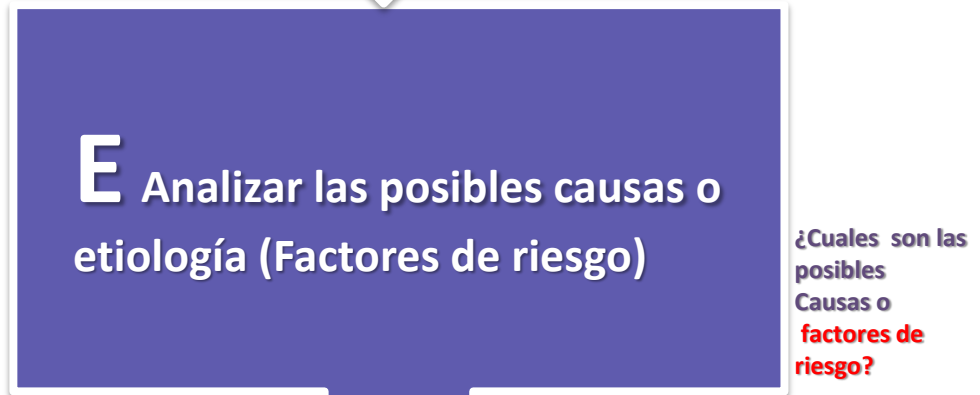 E Analizar las posibles causas o
etiología (Factores de riesgo)
¿Cuales son las
posibles
Causas o
factores de
riesgo?